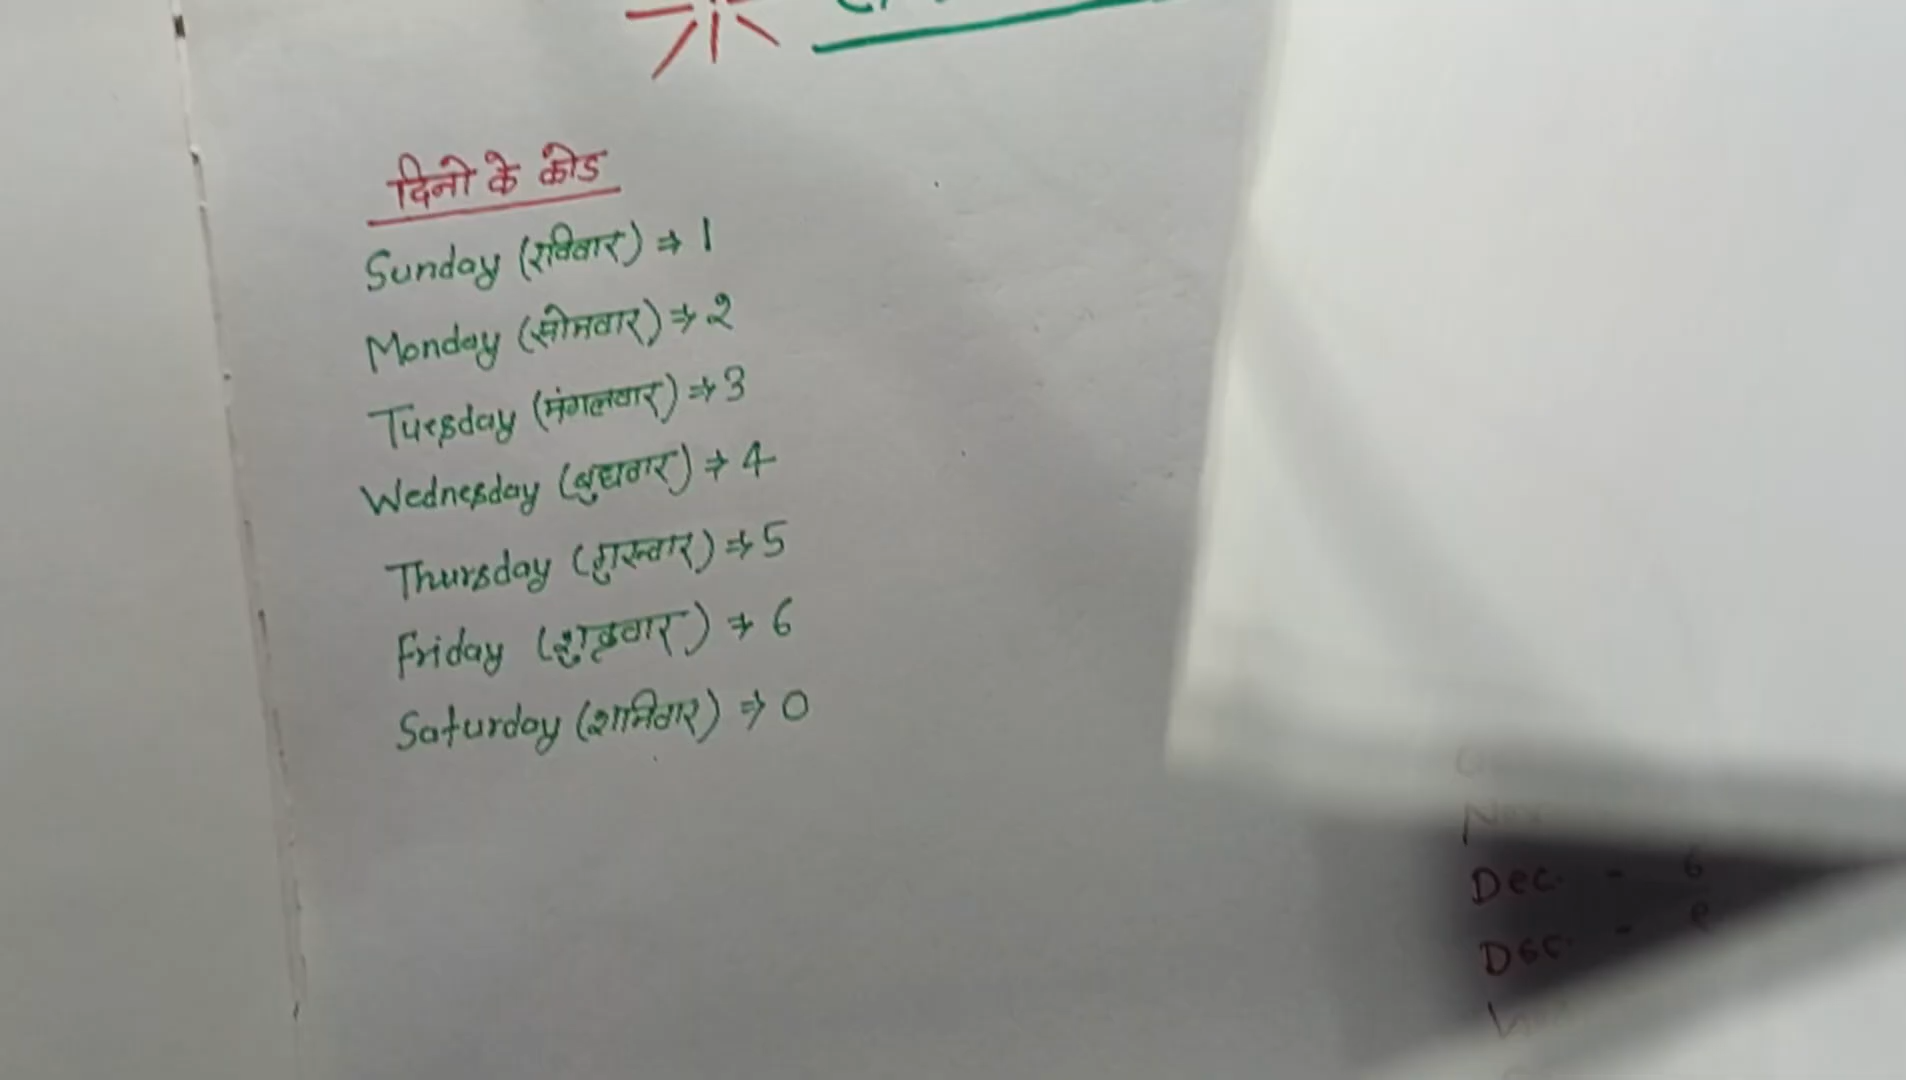 दिनो के कोड
Sunday (रविवार) ⇒ 1
Monday (सोमवार) ⇒ 2
Tuesday (मंगलवार) ⇒ 3
Wednesday (बुधवार) ⇒ 4
Thursday (गुरुवार) ⇒ 5
Friday (शुक्रवार) ⇒ 6
Saturday (शनिवार) ⇒ 0
Dec. - 6